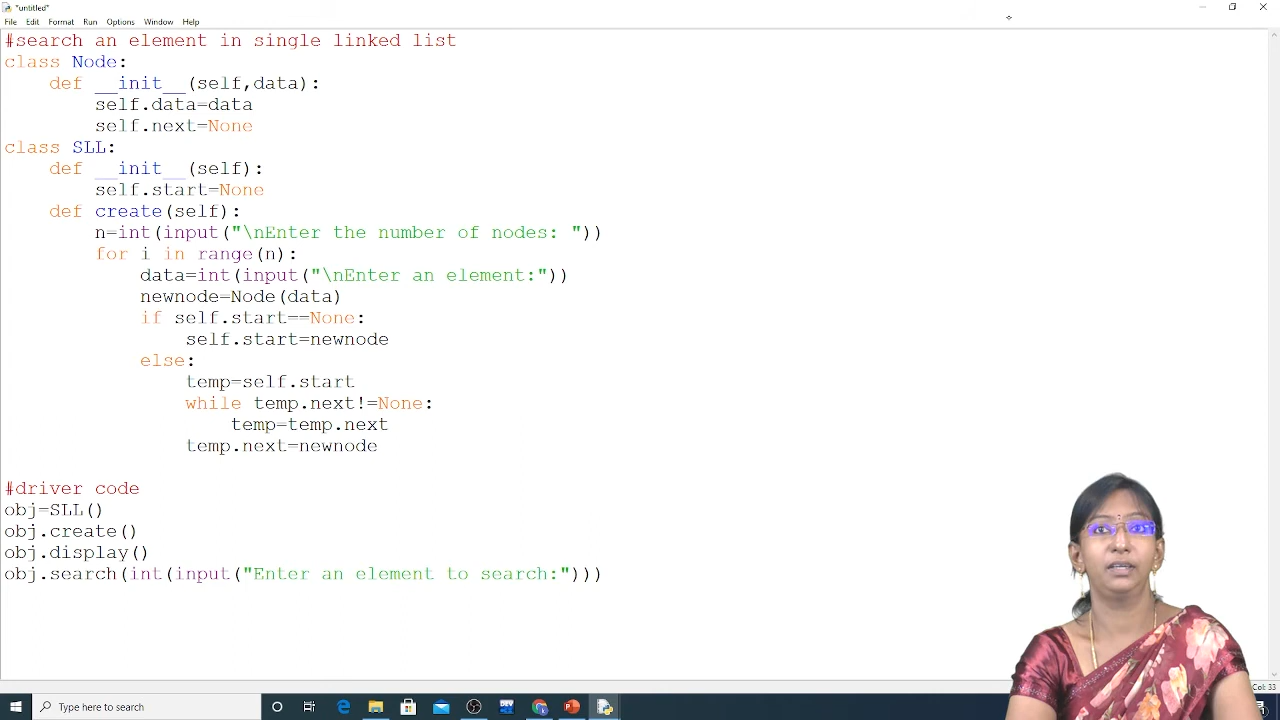 *untitled*
File Edit Format Run Options Window Help
#search an element in single linked list
class Node:
    def __init__(self,data):
        self.data=data
        self.next=None
class SLL:
    def __init__(self):
        self.start=None
    def create(self):
        n=int(input("\nEnter the number of nodes: "))
        for i in range(n):
            data=int(input("\nEnter an element:"))
            newnode=Node(data)
            if self.start==None:
                self.start=newnode
            else:
                temp=self.start
                while temp.next!=None:
                    temp=temp.next
                temp.next=newnode
#driver code
obj=SLL()
obj.create()
obj.display()
obj.search(int(input("Enter an element to search:")))
Col: 33
Type here to search